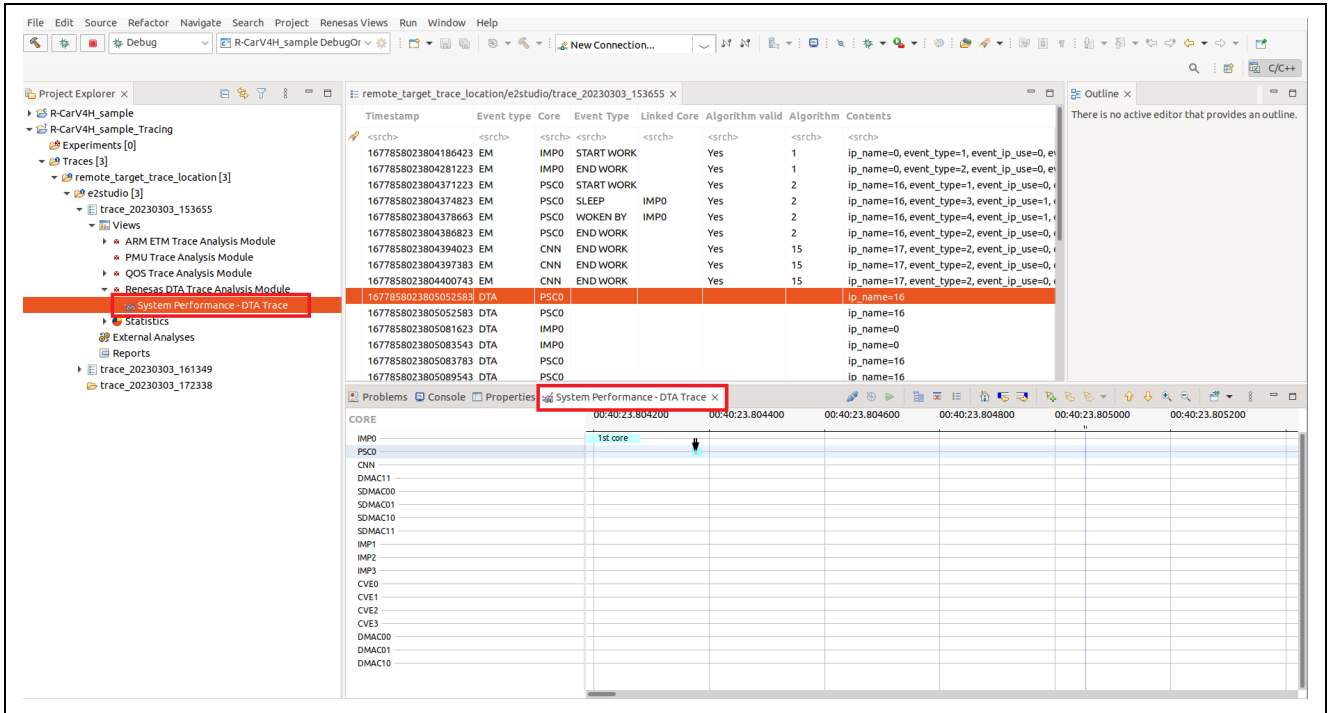 File Edit Source Refactor Navigate Search Project Renesas Views Run Window Help
Debug R-CarV4H_sample DebugOr New Connection...
C/C++
Project Explorer
R-CarV4H_sample
R-CarV4H_sample_Tracing
Experiments [0]
Traces [3]
remote_target_trace_location [3]
e2studio [3]
trace_20230303_153655
Views
ARM ETM Trace Analysis Module
PMU Trace Analysis Module
QOS Trace Analysis Module
Renesas DTA Trace Analysis Module
System Performance - DTA Trace
Statistics
External Analyses
Reports
trace_20230303_161349
trace_20230303_172338
remote_target_trace_location/e2studio/trace_20230303_153655
Timestamp Event type Core Event Type Linked Core Algorithm valid Algorithm Contents
<srch> <srch> <srch> <srch> <srch> <srch> <srch> <srch>
1677858023804186423 EM IMP0 START WORK Yes 1 ip_name=0, event_type=1, event_ip_use=0, e
1677858023804281223 EM IMP0 END WORK Yes 1 ip_name=0, event_type=2, event_ip_use=0, e
1677858023804371223 EM PSC0 START WORK Yes 2 ip_name=16, event_type=1, event_ip_use=0,
1677858023804374823 EM PSC0 SLEEP IMP0 Yes 2 ip_name=16, event_type=3, event_ip_use=1,
1677858023804378663 EM PSC0 WOKEN BY IMP0 Yes 2 ip_name=16, event_type=4, event_ip_use=1,
1677858023804386823 EM PSC0 END WORK Yes 2 ip_name=16, event_type=2, event_ip_use=0,
1677858023804394023 EM CNN END WORK Yes 15 ip_name=17, event_type=2, event_ip_use=0,
1677858023804397383 EM CNN END WORK Yes 15 ip_name=17, event_type=2, event_ip_use=0,
1677858023804400743 EM CNN END WORK Yes 15 ip_name=17, event_type=2, event_ip_use=0,
1677858023805052583 DTA PSC0 ip_name=16
1677858023805052583 DTA PSC0 ip_name=16
1677858023805081623 DTA IMP0 ip_name=0
1677858023805083543 DTA IMP0 ip_name=0
1677858023805083783 DTA PSC0 ip_name=16
1677858023805089543 DTA PSC0 ip_name=16
Outline
There is no active editor that provides an outline.
Problems Console Properties System Performance - DTA Trace
CORE 00:40:23.804200 00:40:23.804400 00:40:23.804600 00:40:23.804800 00:40:23.805000 00:40:23.805200
IMP0 1st core
PSC0
CNN
DMAC11
SDMAC00
SDMAC01
SDMAC10
SDMAC11
IMP1
IMP2
IMP3
CVE0
CVE1
CVE2
CVE3
DMAC00
DMAC01
DMAC10